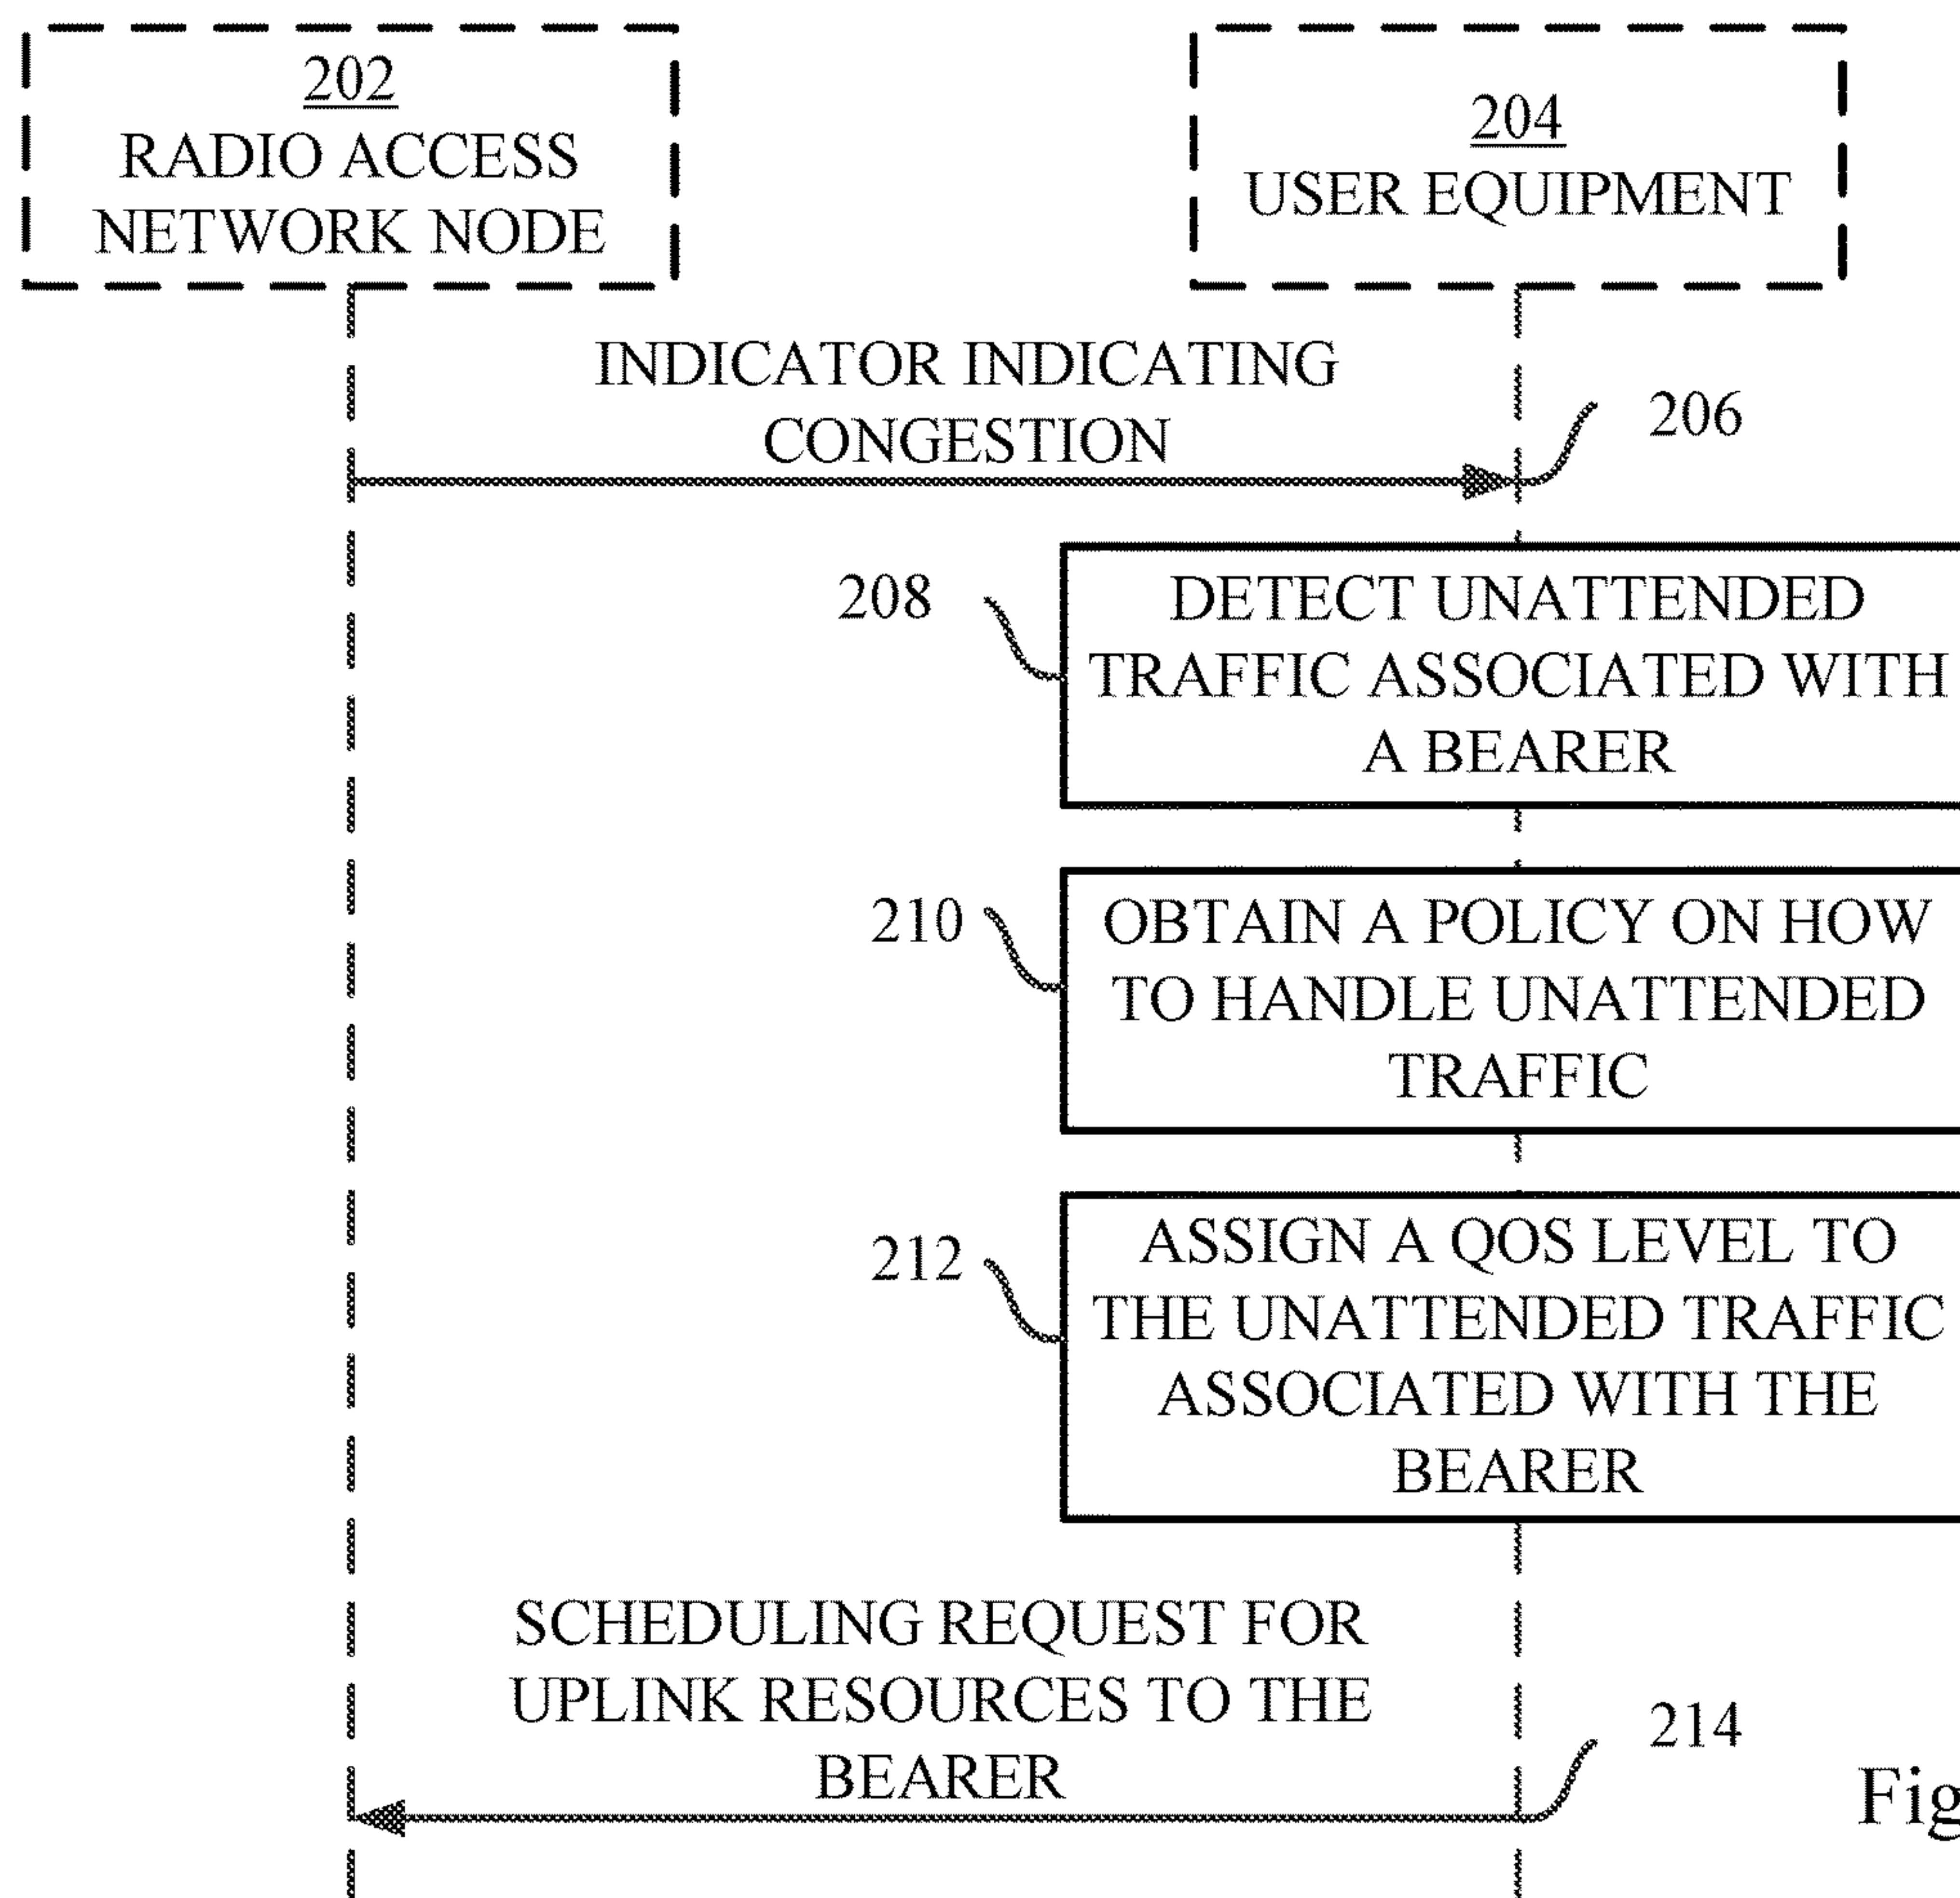 202
RADIO ACCESS
NETWORK NODE
204
USER EQUIPMENT
INDICATOR INDICATING
CONGESTION
206
208
DETECT UNATTENDED
TRAFFIC ASSOCIATED WITH
A BEARER
210
OBTAIN A POLICY ON HOW
TO HANDLE UNATTENDED
TRAFFIC
212
ASSIGN A QOS LEVEL TO
THE UNATTENDED TRAFFIC
ASSOCIATED WITH THE
BEARER
SCHEDULING REQUEST FOR
UPLINK RESOURCES TO THE
BEARER
214
Fig